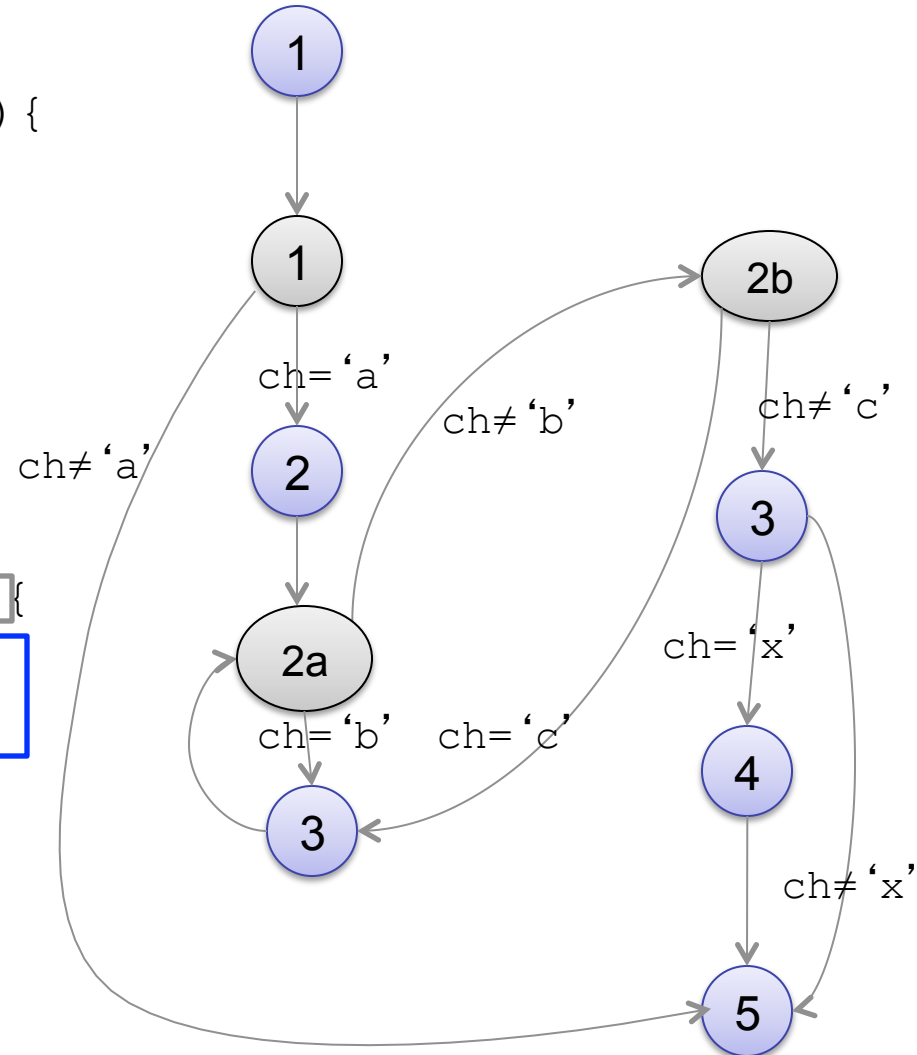 1
) {
1
2b
ch=‘a’
ch≠‘c’
ch≠‘b’
ch≠‘a’
2
3
{
ch=‘x’
2a
ch=‘b’
ch=‘c’
4
3
ch≠‘x’
5